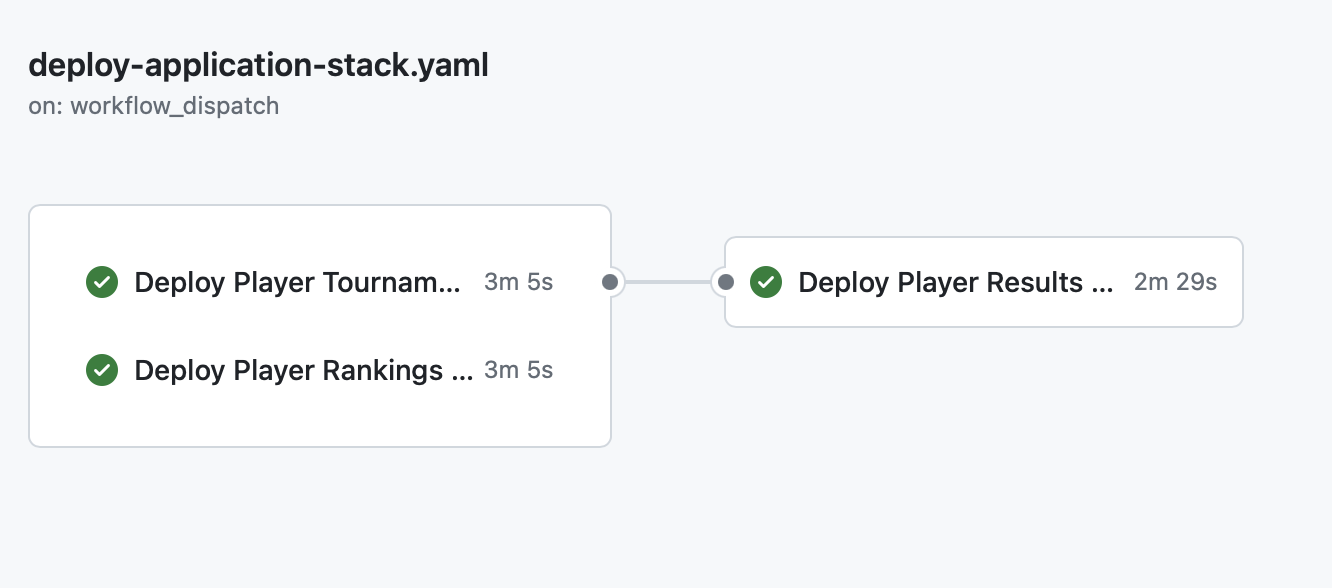 deploy-application-stack.yaml
on: workflow_dispatch
Deploy Player Tournam... 3m 5s
Deploy Player Results ... 2m 29s
Deploy Player Rankings ... 3m 5s